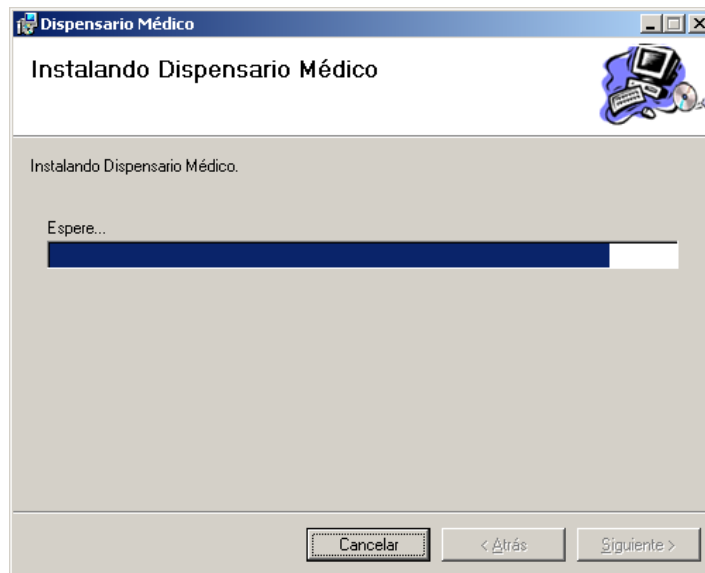 Dispensario Médico
Instalando Dispensario Médico
Instalando Dispensario Médico.
Espere...
Cancelar
< Atrás
Siguiente >